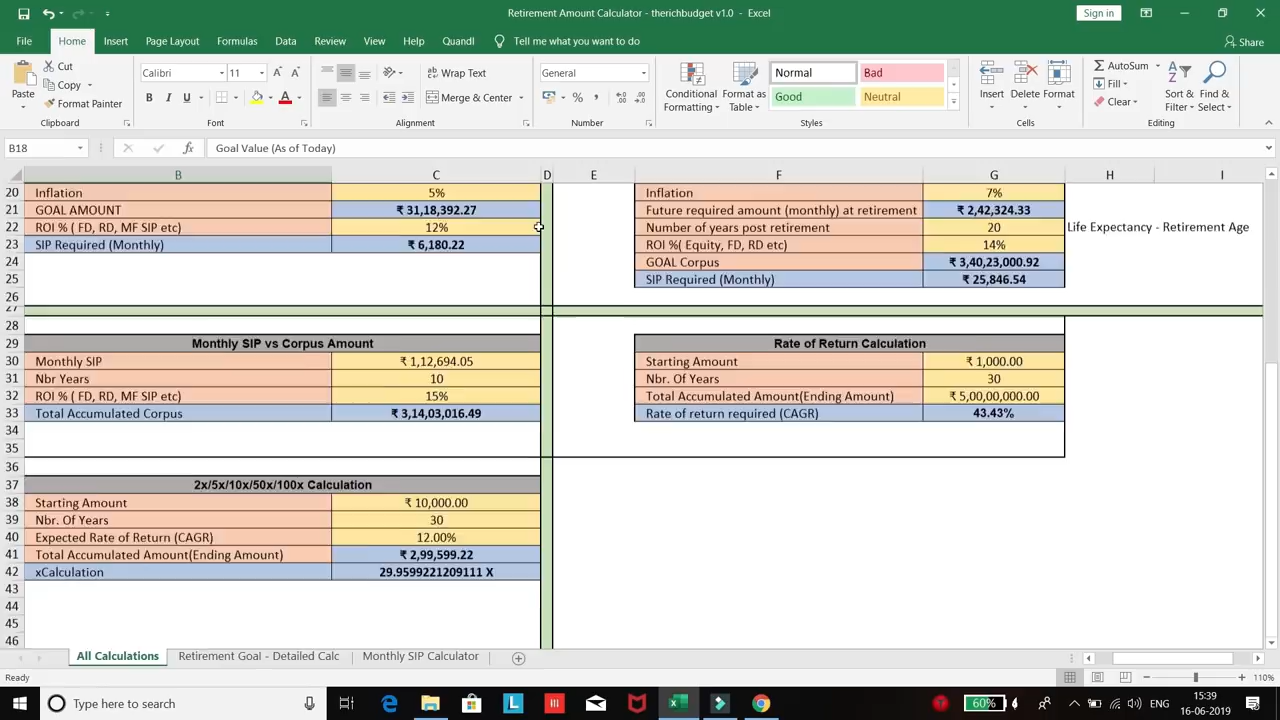 Retirement Amount Calculator - therichbudget v1.0 - Excel
Sign in
File Home Insert Page Layout Formulas Data Review View Help Quandl Tell me what you want to do Share
Paste
Cut
Copy
Format Painter
Calibri 11
B I U A
Wrap Text
Merge & Center
General
% ,
Conditional Formatting
Format as Table
Normal Bad
Good Neutral
Insert Delete Format
AutoSum
Fill
Clear
Sort & Filter
Find & Select
Clipboard Font Alignment Number Styles Cells Editing
B18 fx Goal Value (As of Today)
B C D E F G H I
20 Inflation 5% Inflation 7%
21 GOAL AMOUNT ₹ 31,18,392.27 Future required amount (monthly) at retirement ₹ 2,42,324.33
22 ROI % ( FD, RD, MF SIP etc) 12% Number of years post retirement 20 Life Expectancy - Retirement Age
23 SIP Required (Monthly) ₹ 6,180.22 ROI %( Equity, FD, RD etc) 14%
24 GOAL Corpus ₹ 3,40,23,000.92
25 SIP Required (Monthly) ₹ 25,846.54
26
27
28
29 Monthly SIP vs Corpus Amount Rate of Return Calculation
30 Monthly SIP ₹ 1,12,694.05 Starting Amount ₹ 1,000.00
31 Nbr Years 10 Nbr. Of Years 30
32 ROI % ( FD, RD, MF SIP etc) 15% Total Accumulated Amount(Ending Amount) ₹ 5,00,00,000.00
33 Total Accumulated Corpus ₹ 3,14,03,016.49 Rate of return required (CAGR) 43.43%
34
35
36
37 2x/5x/10x/50x/100x Calculation
38 Starting Amount ₹ 10,000.00
39 Nbr. Of Years 30
40 Expected Rate of Return (CAGR) 12.00%
41 Total Accumulated Amount(Ending Amount) ₹ 2,99,599.22
42 xCalculation 29.9599221209111 X
43
44
45
46
All Calculations Retirement Goal - Detailed Calc Monthly SIP Calculator
Ready 110%
Type here to search
60%
15:39
16-06-2019